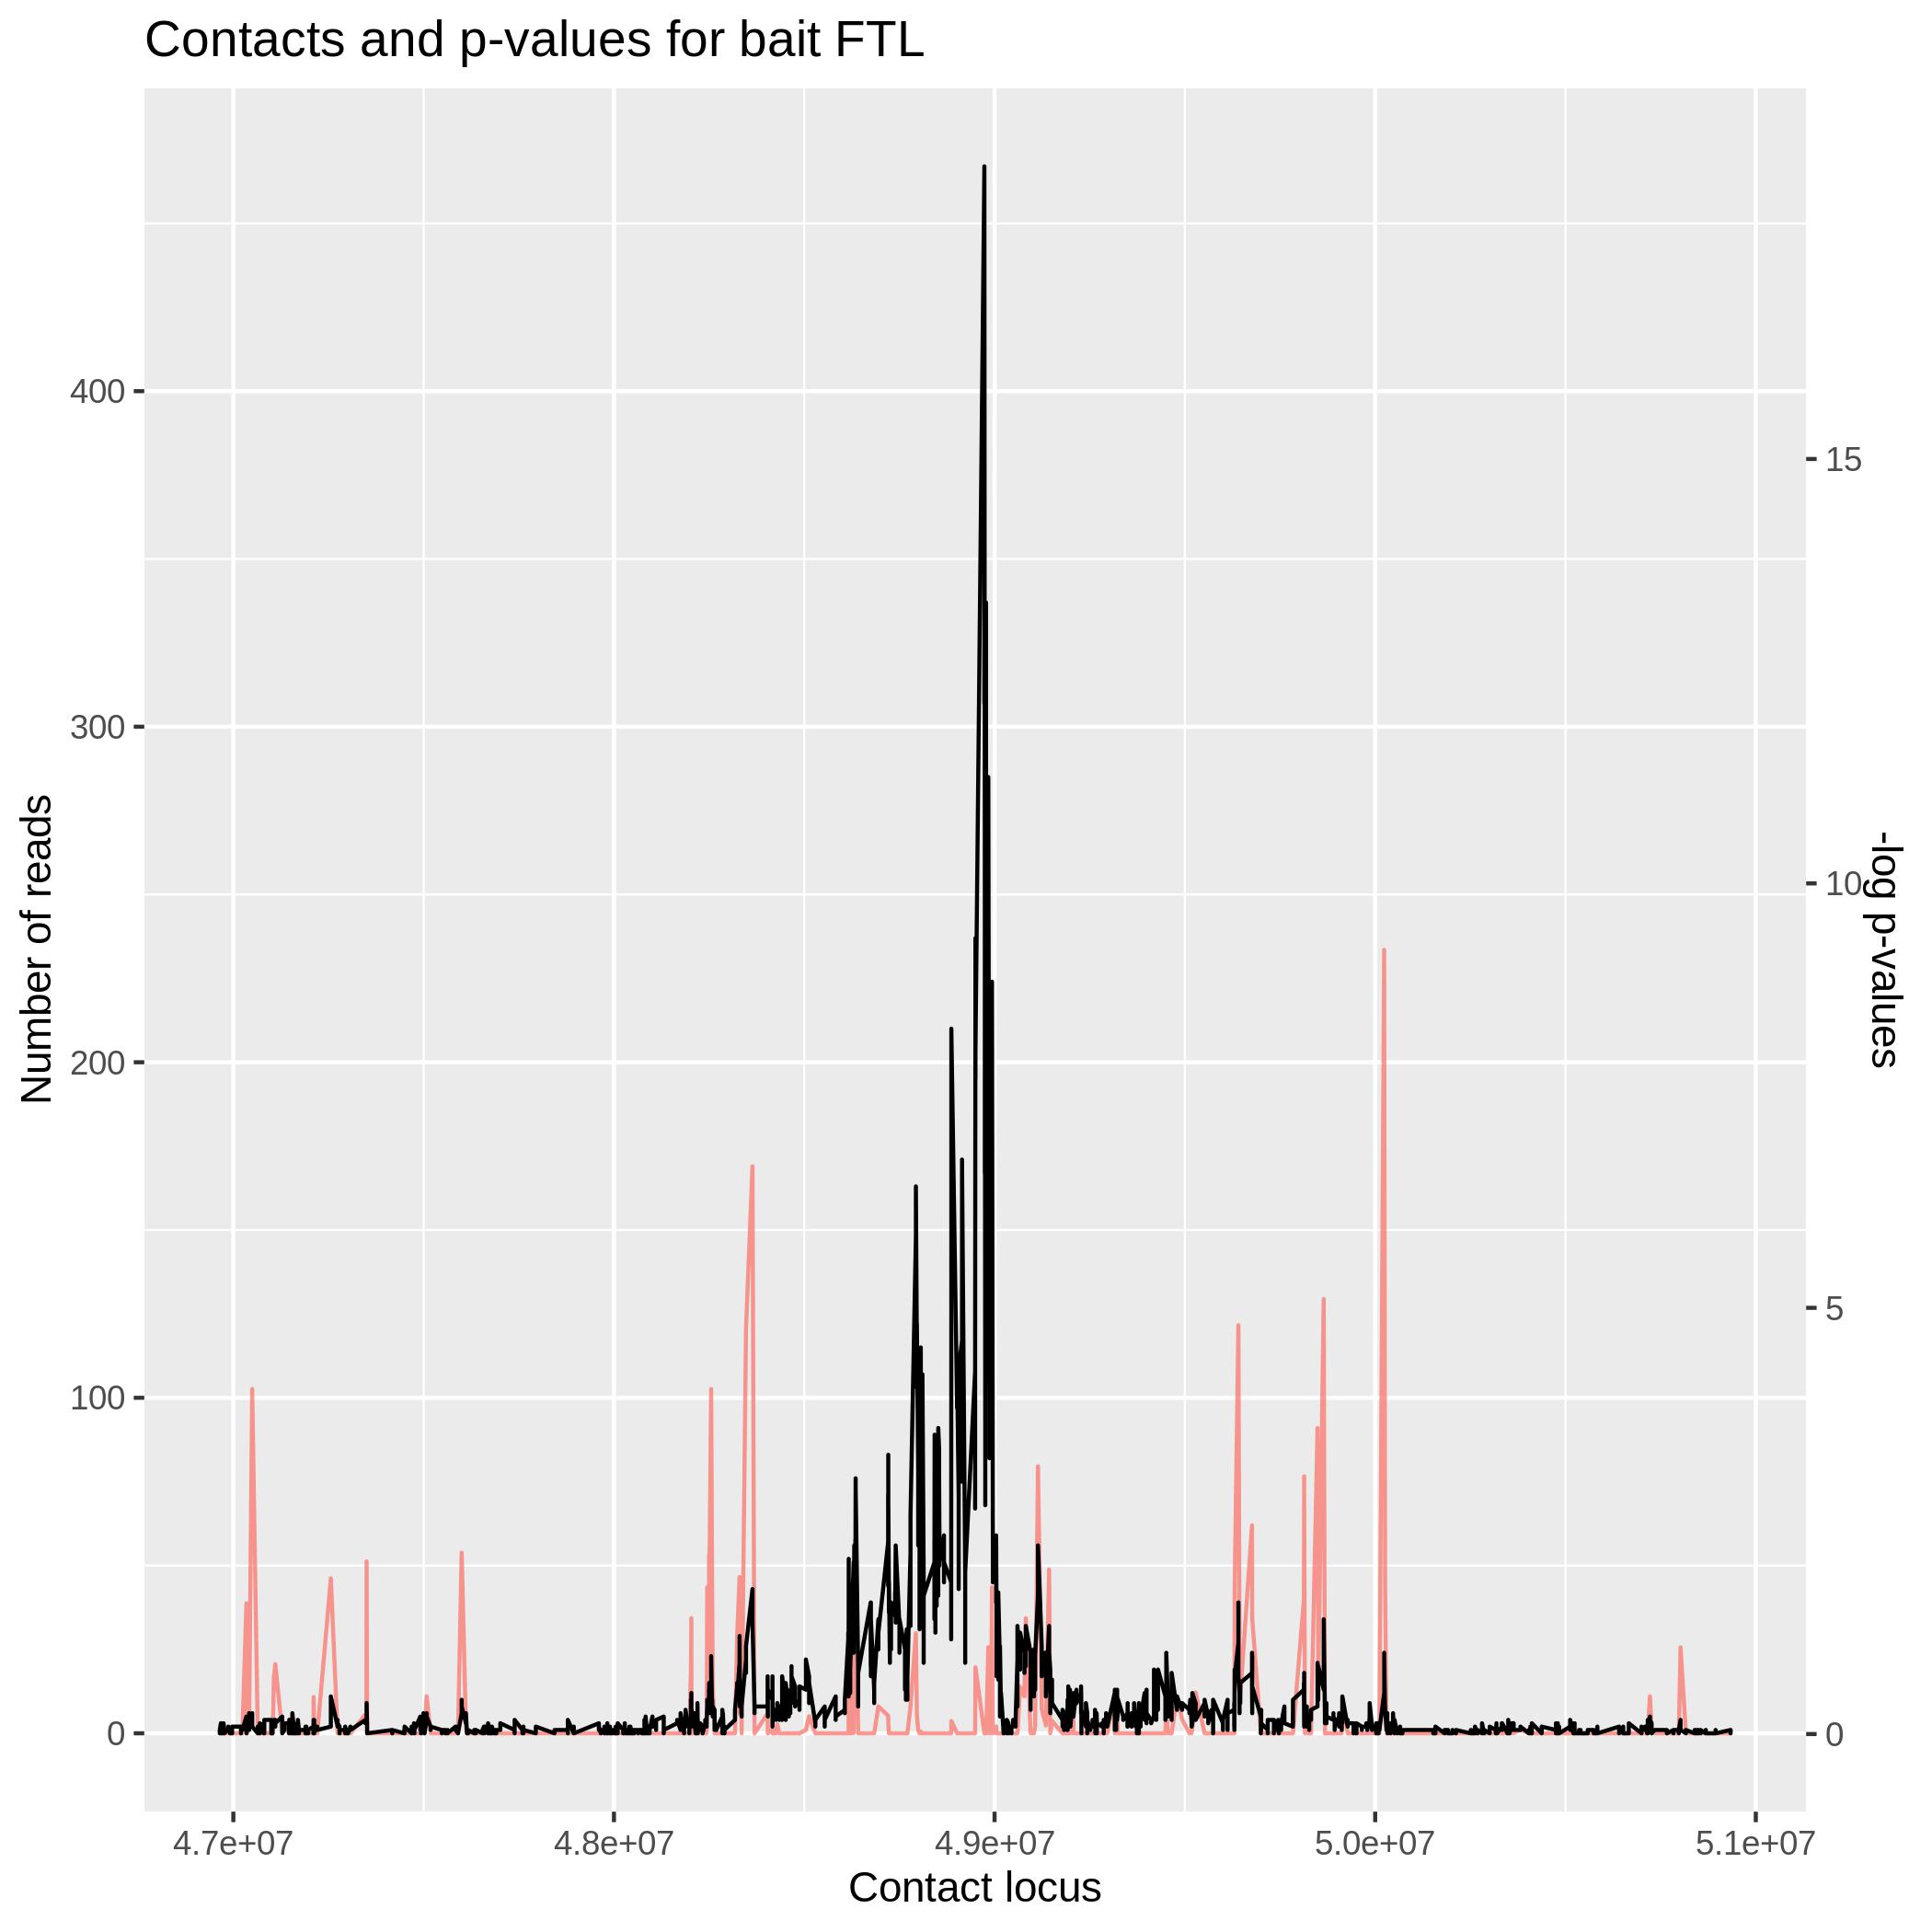 Contacts and p-values for bait FTL
Number of reads
400
300
200
100
0
15
10
5
0
-log p-values
4.7e+07
4.8e+07
4.9e+07
5.0e+07
5.1e+07
Contact locus